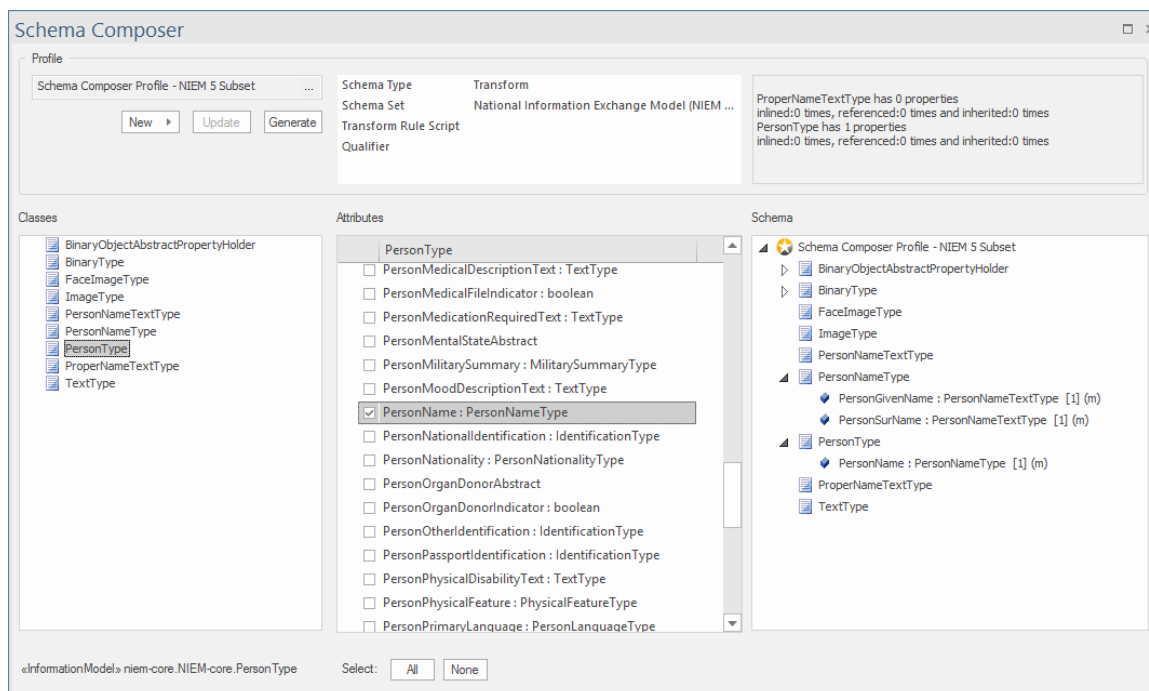 Schema Composer
Profile
Schema Composer Profile - NIEM 5 Subset ...
New Update Generate
Schema Type Transform
Schema Set National Information Exchange Model (NIEM ...
Transform Rule Script
Qualifier
ProperNameTextType has 0 properties
inlined:0 times, referenced:0 times and inherited:0 times
PersonType has 1 properties
inlined:0 times, referenced:0 times and inherited:0 times
Classes
BinaryObjectAbstractPropertyHolder
BinaryType
FaceImageType
ImageType
PersonNameTextType
PersonNameType
PersonType
ProperNameTextType
TextType
Attributes
PersonType
PersonMedicalDescriptionText : TextType
PersonMedicalFileIndicator : boolean
PersonMedicationRequiredText : TextType
PersonMentalStateAbstract
PersonMilitarySummary : MilitarySummaryType
PersonMoodDescriptionText : TextType
PersonName : PersonNameType
PersonNationalIdentification : IdentificationType
PersonNationality : PersonNationalityType
PersonOrganDonorAbstract
PersonOrganDonorIndicator : boolean
PersonOtherIdentification : IdentificationType
PersonPassportIdentification : IdentificationType
PersonPhysicalDisabilityText : TextType
PersonPhysicalFeature : PhysicalFeatureType
PersonPrimaryLanguage : PersonLanguageType
Schema
Schema Composer Profile - NIEM 5 Subset
BinaryObjectAbstractPropertyHolder
BinaryType
FaceImageType
ImageType
PersonNameTextType
PersonNameType
PersonGivenName : PersonNameTextType [1] (m)
PersonSurName : PersonNameTextType [1] (m)
PersonType
PersonName : PersonNameType [1] (m)
ProperNameTextType
TextType
«InformationModel» niem-core.NIEM-core.PersonType
Select: All None